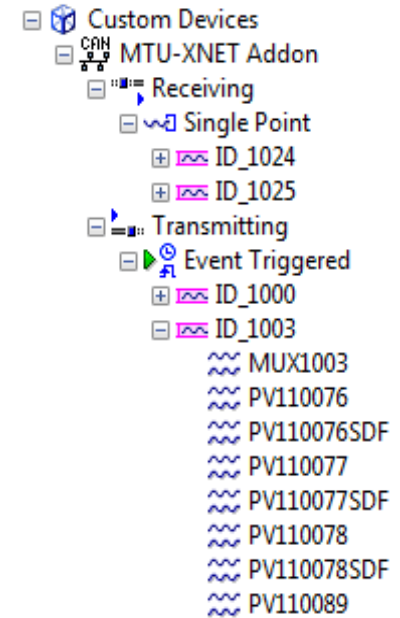 Custom Devices
CAN MTU-XNET Addon
Receiving
Single Point
ID_1024
ID_1025
Transmitting
Event Triggered
ID_1000
ID_1003
MUX1003
PV110076
PV110076SDF
PV110077
PV110077SDF
PV110078
PV110078SDF
PV110089